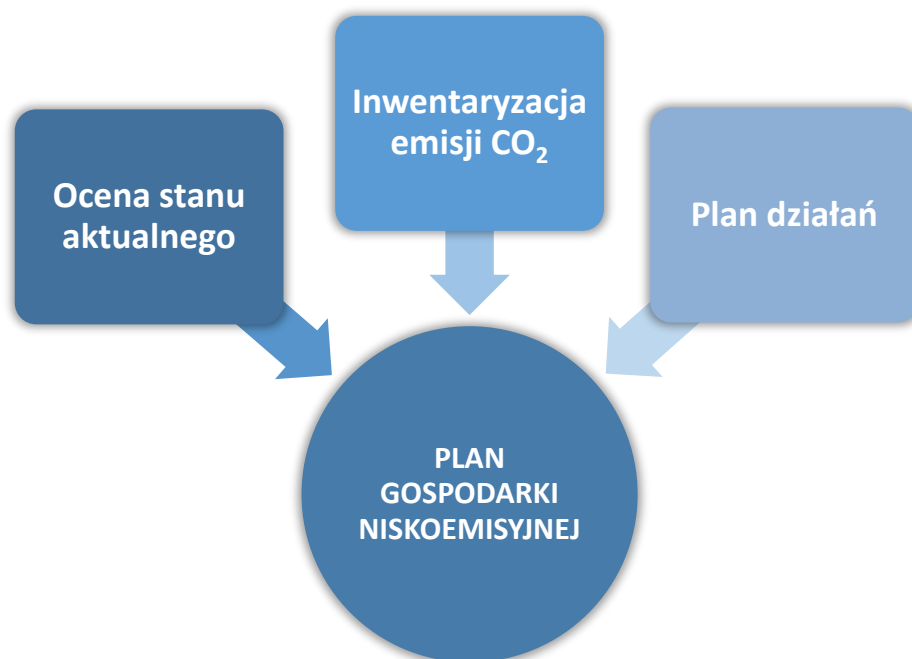 Ocena stanu
aktualnego
Inwentaryzacja
emisji CO₂
Plan działań
PLAN
GOSPODARKI
NISKOEMISYJNEJ